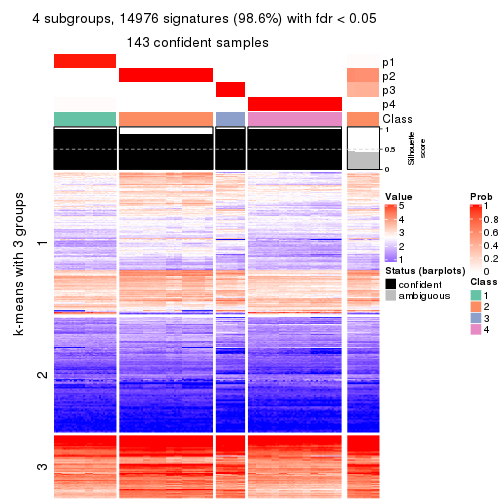 4 subgroups, 14976 signatures (98.6%) with fdr < 0.05
143 confident samples
p1
p2
p3
p4
Class
1
0.5
0
Silhouette
score
k-means with 3 groups
1
2
3
Value
5
4
3
2
1
Status (barplots)
confident
ambiguous
Prob
1
0.8
0.6
0.4
0.2
0
Class
1
2
3
4